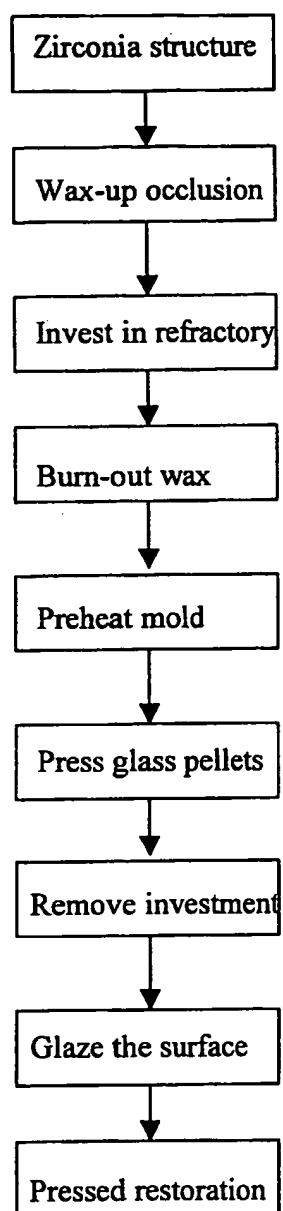 Zirconia structure
Wax-up occlusion
Invest in refractory
Burn-out wax
Preheat mold
Press glass pellets
Remove investment
Glaze the surface
Pressed restoration